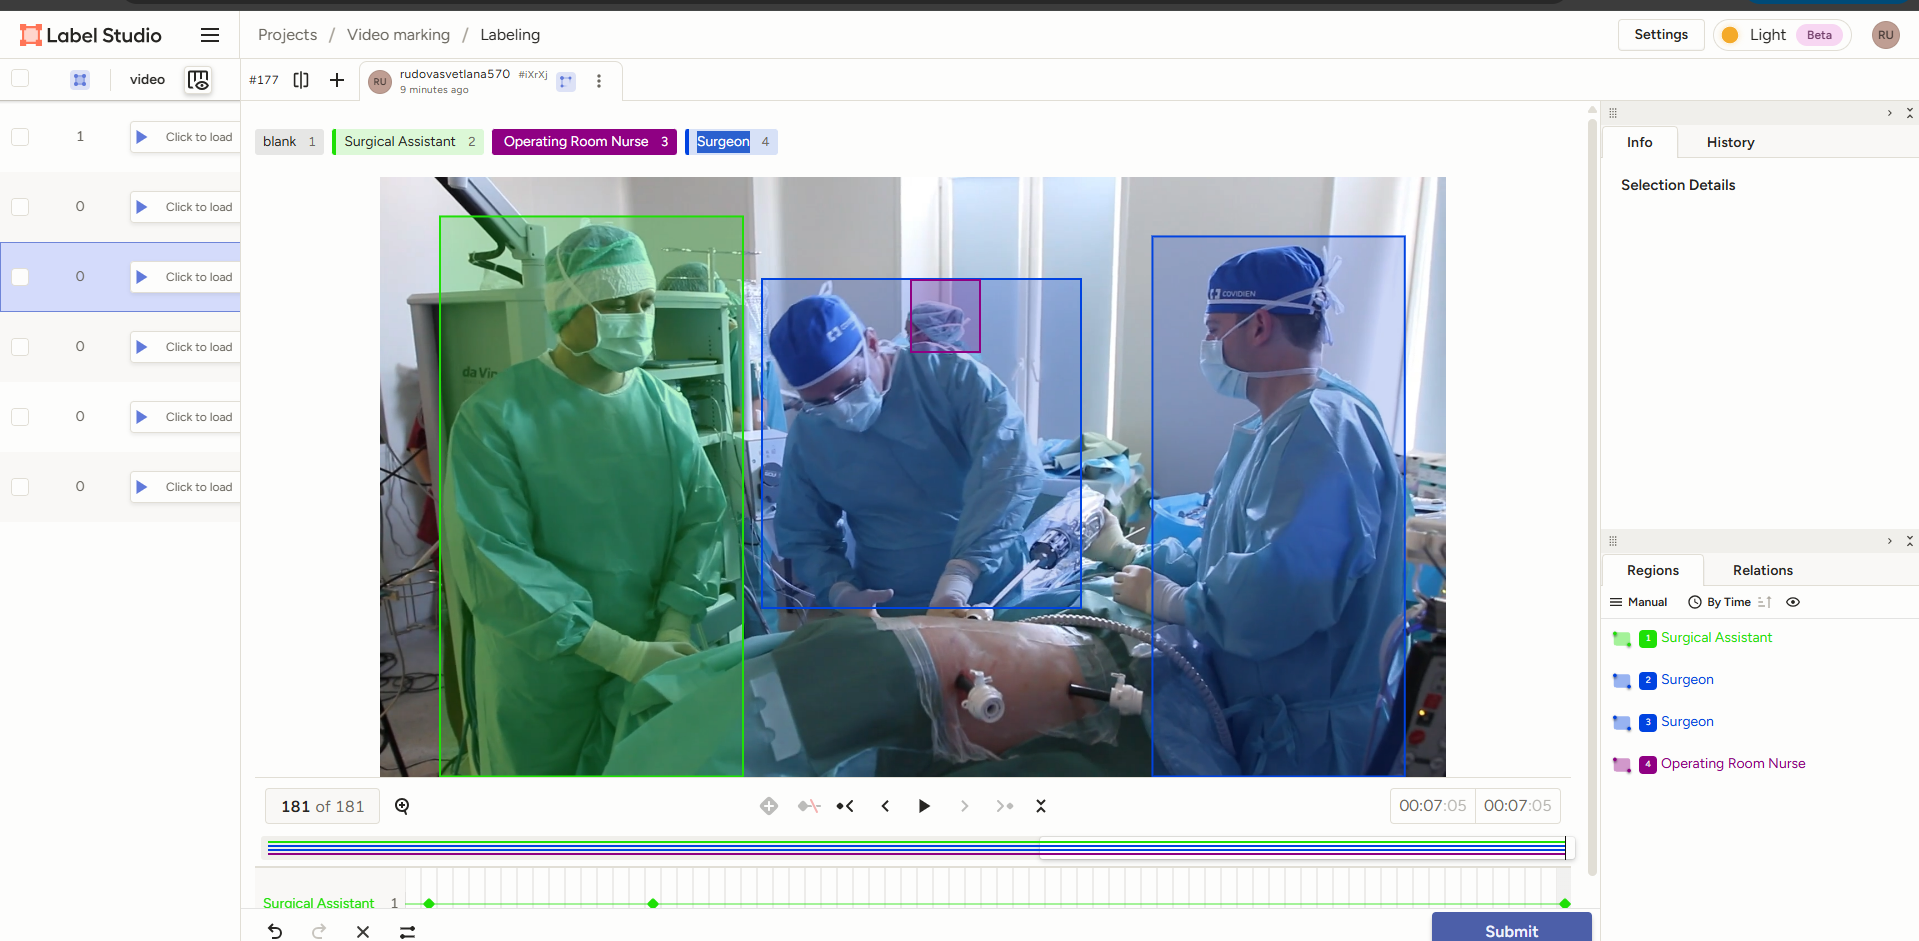 Label Studio
Projects / Video marking / Labeling
Settings
Light
Beta
RU
video
#177
RU
rudovasvetlana570 #iXrXj
9 minutes ago
1 Click to load
0 Click to load
0 Click to load
0 Click to load
0 Click to load
0 Click to load
blank 1
Surgical Assistant 2
Operating Room Nurse 3
Surgeon 4
COVIDIEN
Info
History
Selection Details
Regions
Relations
Manual
By Time
1 Surgical Assistant
2 Surgeon
3 Surgeon
4 Operating Room Nurse
181 of 181
00:07:05
00:07:05
Surgical Assistant 1
Submit